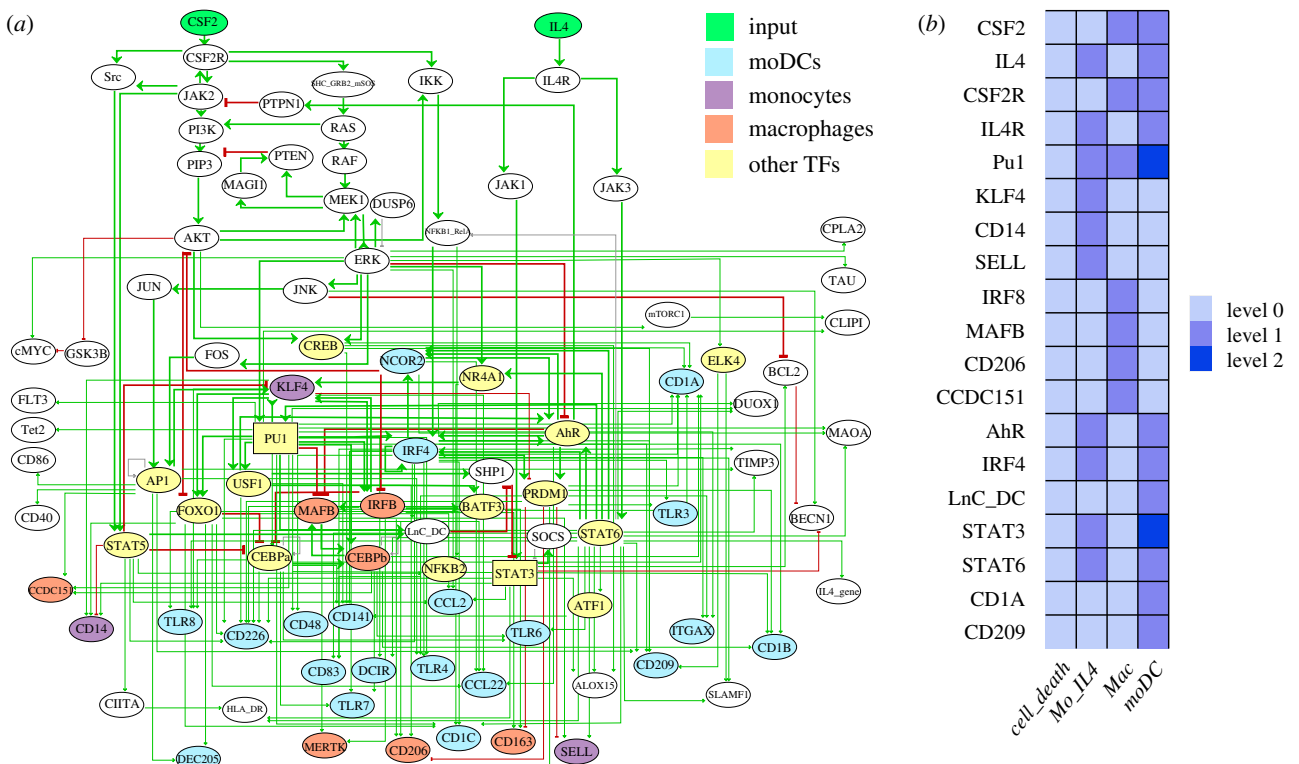 (a)
CSF2
IL4
input
moDCs
monocytes
macrophages
other TFs
CSF2R
Src
JAK2
PTPN1
SHC_GRB2_mSOS
IKK
IL4R
PI3K
RAS
PIP3
PTEN
RAF
MAGI1
MEK1
DUSP6
JAK1
JAK3
AKT
NFKB1_RelA
ERK
CPLA2
TAU
JUN
JNK
mTORC1
CLIPI
cMYC
GSK3B
FOS
CREB
NCOR2
NR4A1
ELK4
BCL2
KLF4
CD1A
FLT3
DUOX1
Tet2
PU1
AhR
MAOA
CD86
IRF4
SHP1
TIMP3
AP1
USF1
PRDM1
CD40
FOXO1
MAFB
IRFB
BATF3
TLR3
BECN1
STAT5
LnC_DC
SOCS
STAT6
CEBPa
CEBPb
NFKB2
STAT3
CCDC151
IL4_gene
CD14
TLR8
CD226
CD48
CD141
CCL2
ATF1
TLR6
ITGAX
CD1B
CD83
DCIR
TLR4
CD209
CCL22
ALOX15
SLAMF1
CIITA
HLA_DR
TLR7
MERTK
CD206
CD1C
CD163
SELL
DEC205
(b)
CSF2
IL4
CSF2R
IL4R
Pu1
KLF4
CD14
SELL
IRF8
MAFB
CD206
CCDC151
AhR
IRF4
LnC_DC
STAT3
STAT6
CD1A
CD209
cell_death
Mo_IL4
Mac
moDC
level 0
level 1
level 2